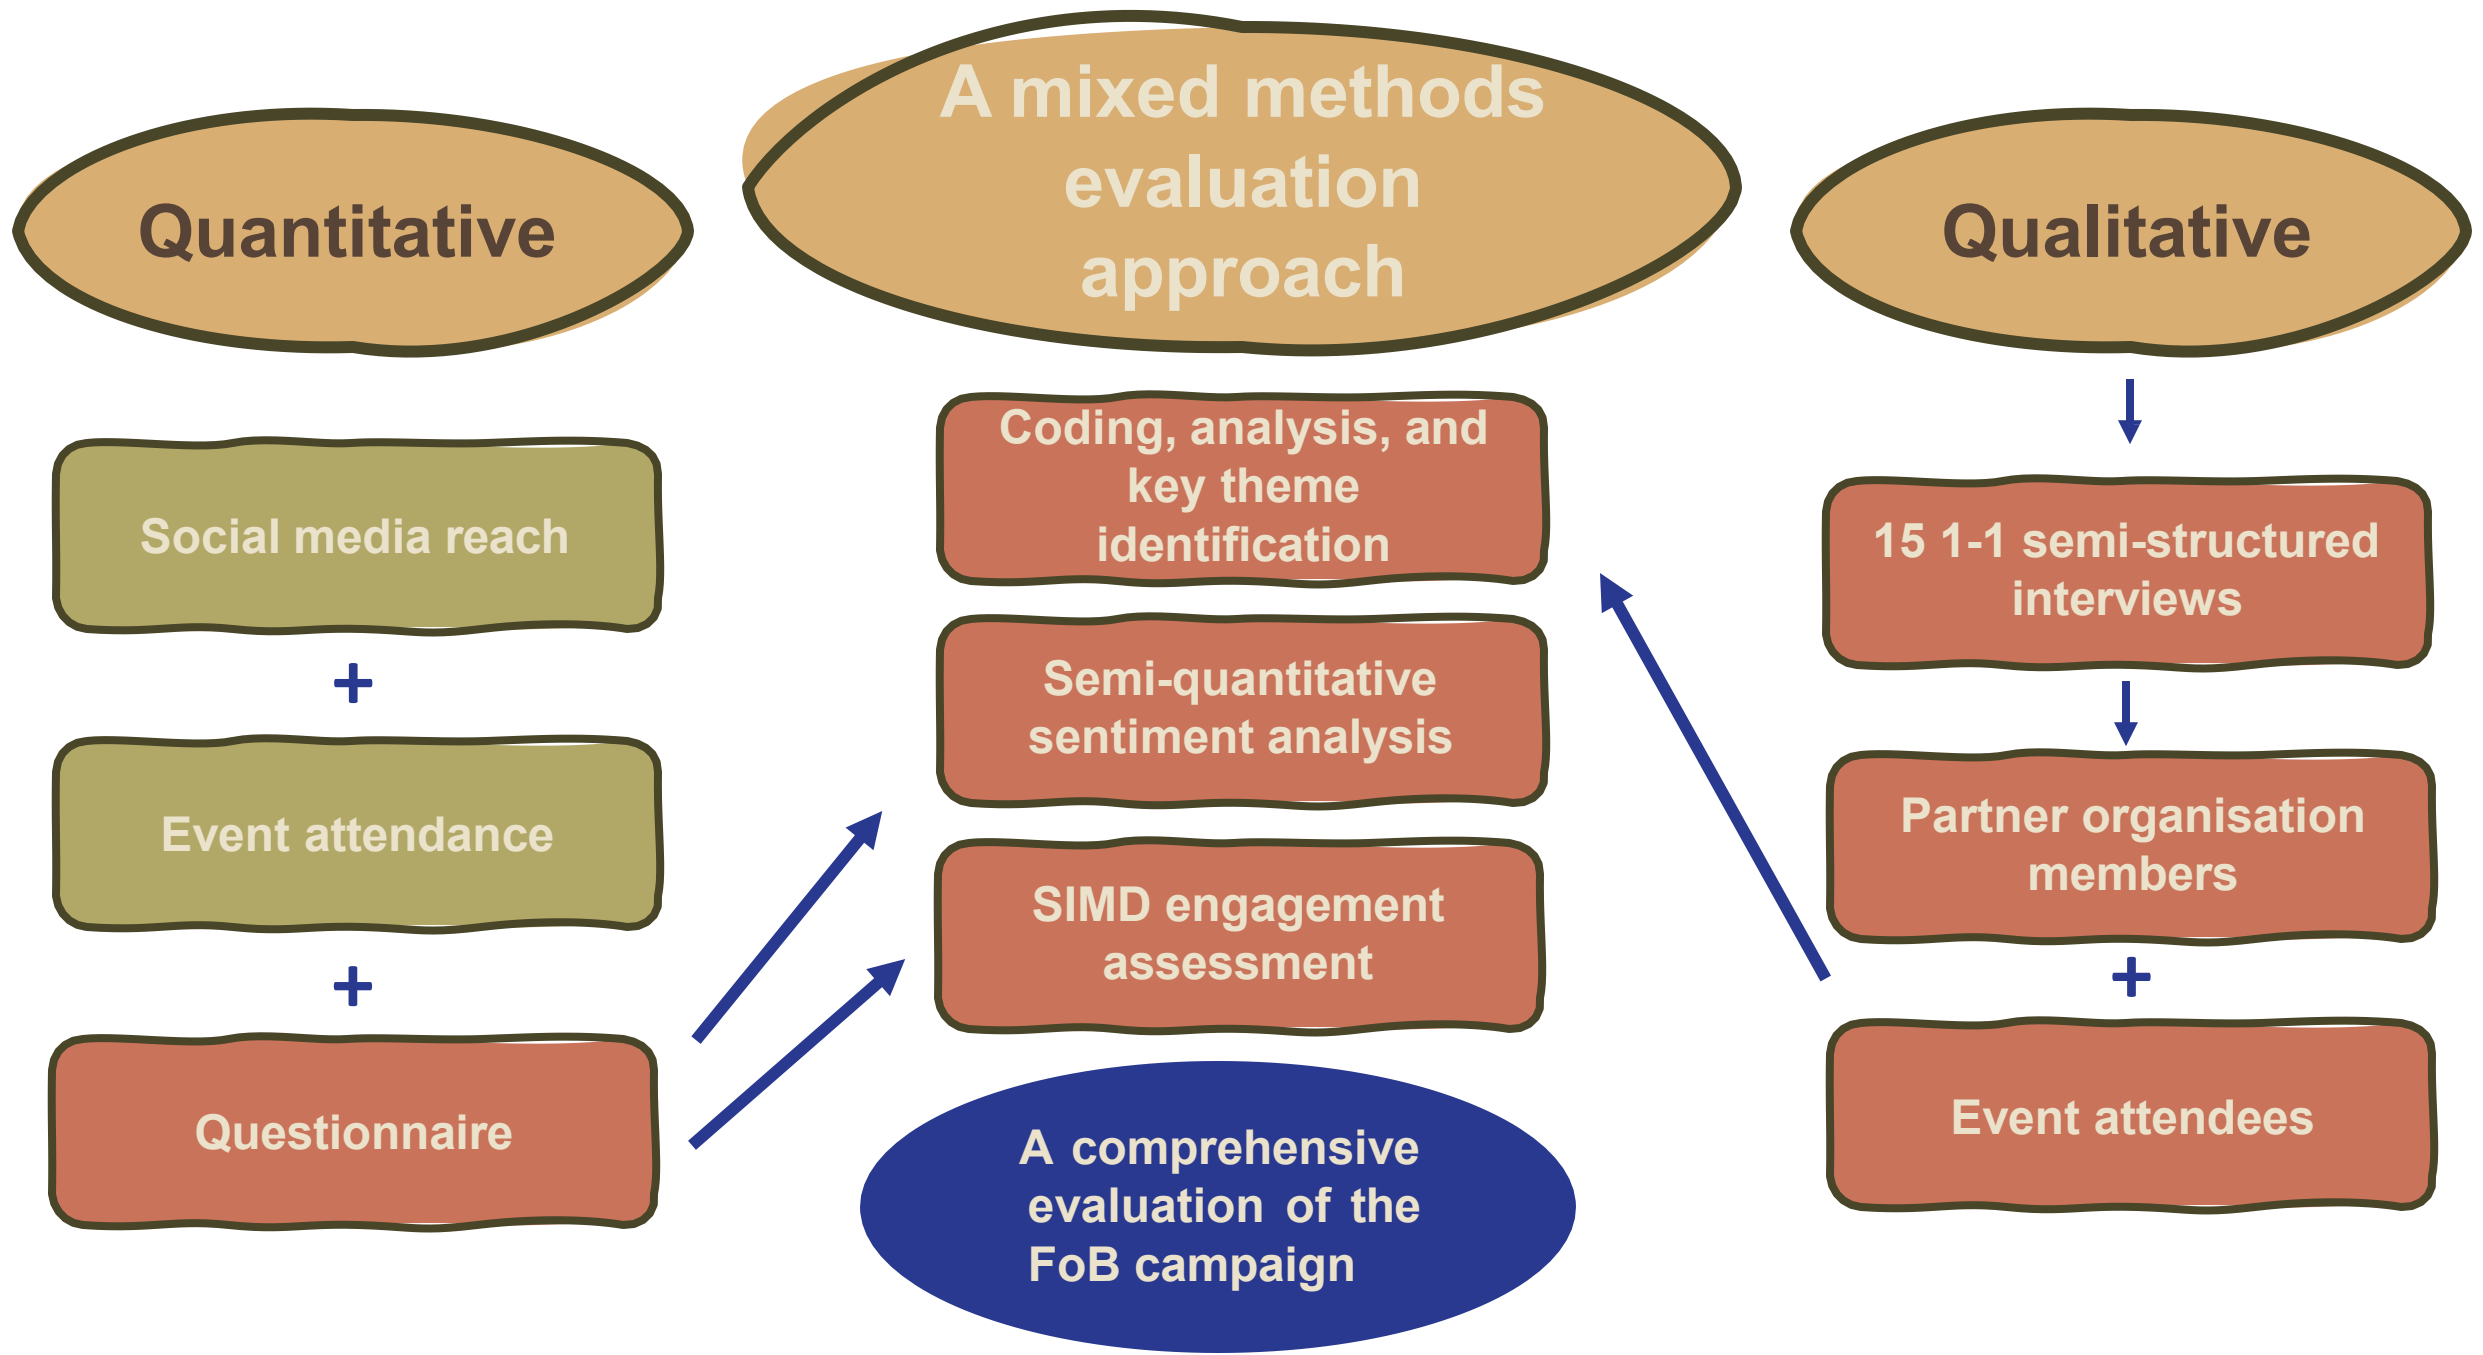 A mixed methods
evaluation
approach
Quantitative
Social media reach
+
Event attendance
+
Questionnaire
Coding, analysis, and
key theme
identification
Semi-quantitative
sentiment analysis
SIMD engagement
assessment
A comprehensive
evaluation of the
FoB campaign
Qualitative
15 1-1 semi-structured
interviews
Partner organisation
members
+
Event attendees